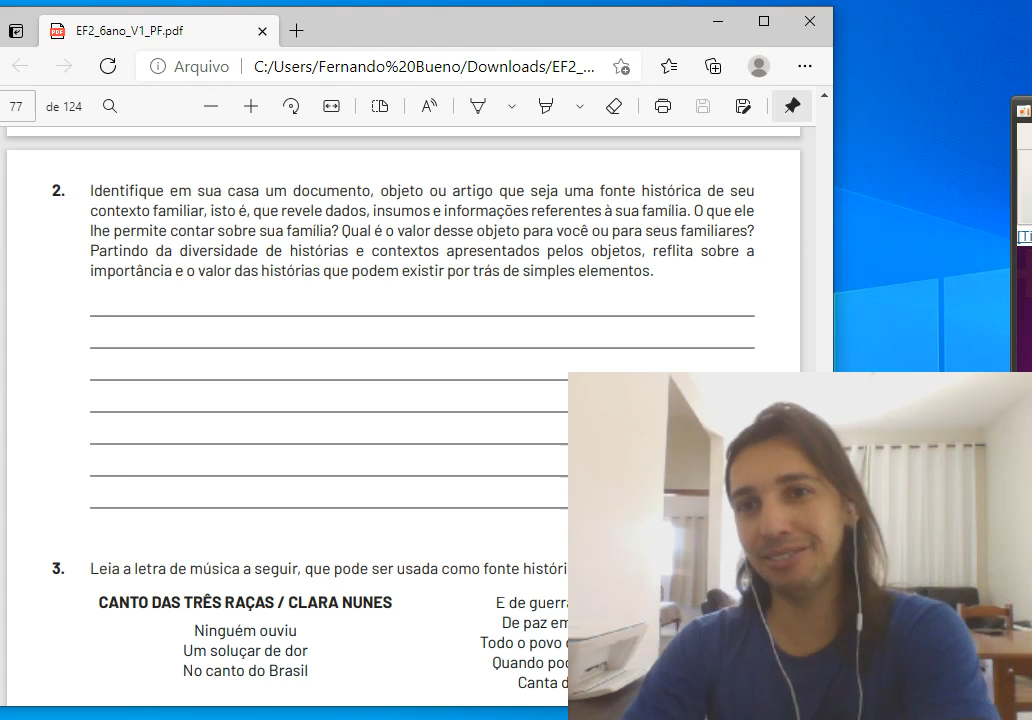 EF2_6ano_V1_PF.pdf
Arquivo
C:/Users/Fernando%20Bueno/Downloads/EF2_...
77 de 124
2. Identifique em sua casa um documento, objeto ou artigo que seja uma fonte histórica de seu
contexto familiar, isto é, que revele dados, insumos e informações referentes à sua família. O que ele
lhe permite contar sobre sua família? Qual é o valor desse objeto para você ou para seus familiares?
Partindo da diversidade de histórias e contextos apresentados pelos objetos, reflita sobre a
importância e o valor das histórias que podem existir por trás de simples elementos.
3. Leia a letra de música a seguir, que pode ser usada como fonte históri
CANTO DAS TRÊS RAÇAS / CLARA NUNES
Ninguém ouviu
Um soluçar de dor
No canto do Brasil
E de guerr
De paz em
Todo o povo
Quando pod
Canta d